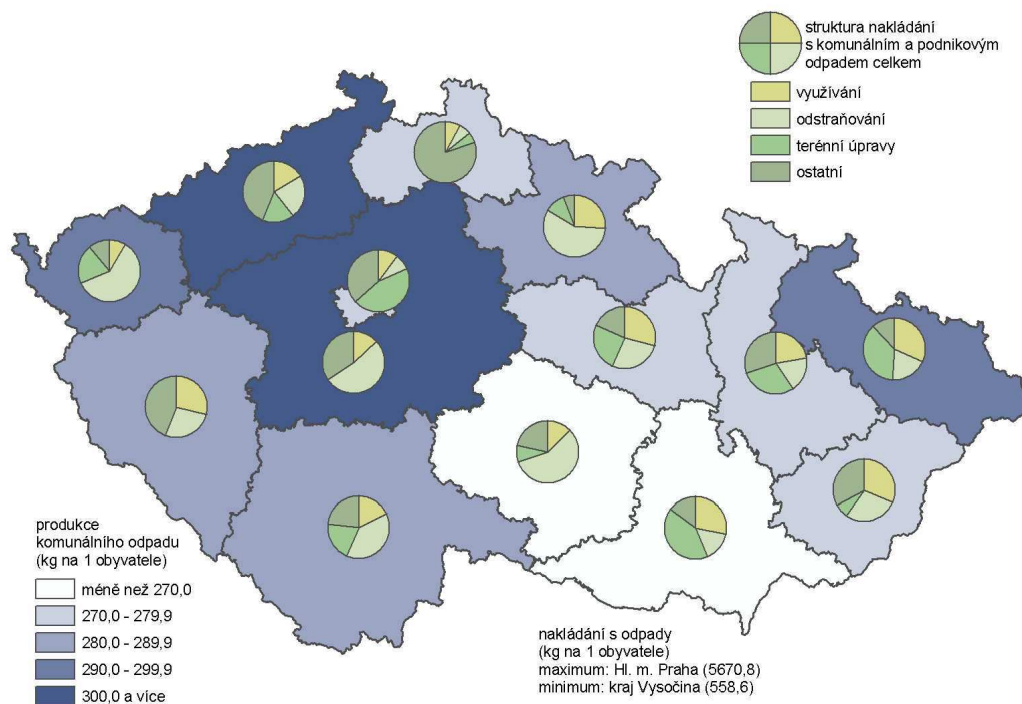 struktura nakládání
s komunálním a podnikovým
odpadem celkem
využívání
odstraňování
terénní úpravy
ostatní
produkce
komunálního odpadu
(kg na 1 obyvatele)
méně než 270,0
270,0 - 279,9
280,0 - 289,9
290,0 - 299,9
300,0 a více
nakládání s odpady
(kg na 1 obyvatele)
maximum: Hl. m. Praha (5670,8)
minimum: kraj Vysočina (558,6)